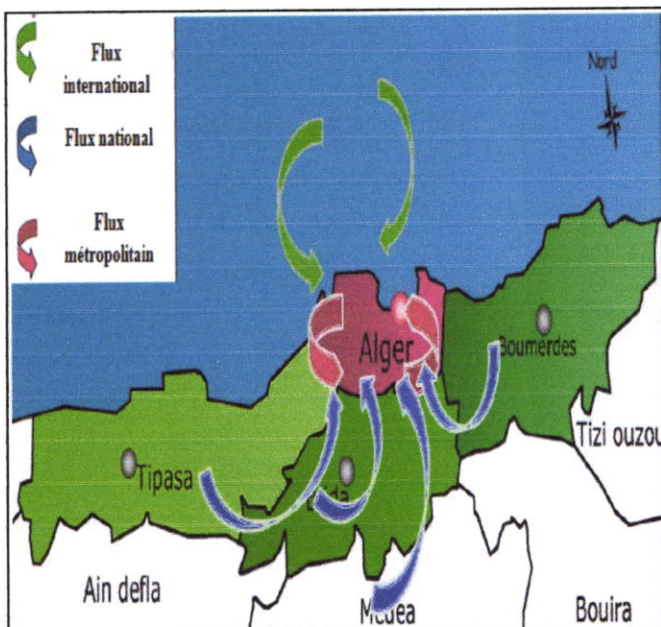 Flux
international
Flux national
Flux
métropolitain
Nord
Alger
Boumerdes
Tizi ouzou
Tipasa
Ain defla
Bouira